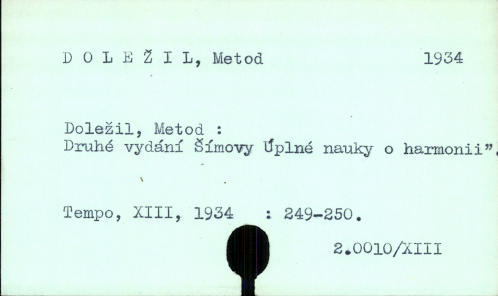 D O L E Ž I L, Metod 1934
Doležil, Metod :
Druhé vydání Šímovy Úplné nauky o harmonii".
Tempo, XIII, 1934 : 249-250.
2.0010/XIII